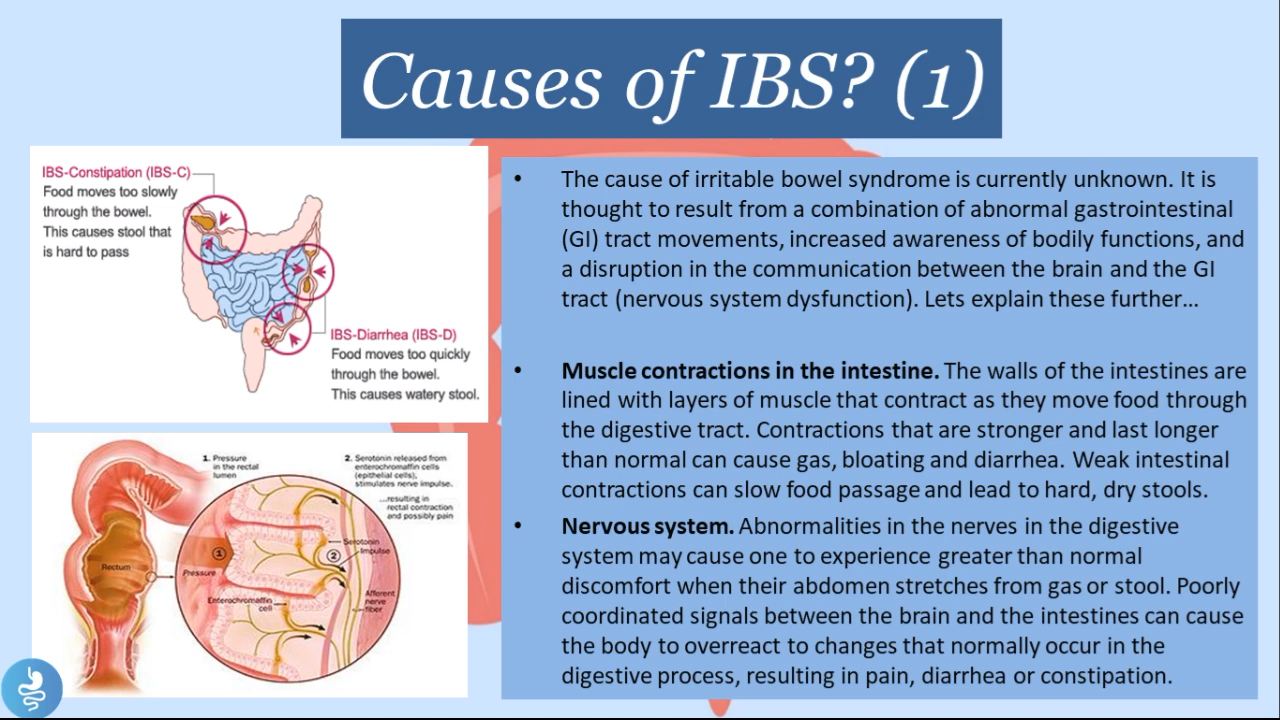 Causes of IBS? (1)
IBS-Constipation (IBS-C)
Food moves too slowly
through the bowel.
This causes stool that
is hard to pass
IBS-Diarrhea (IBS-D)
Food moves too quickly
through the bowel.
This causes watery stool.
1. Pressure
in the rectal
lumen
2. Serotonin released from
enterochromaffin cells
(epithelial cells),
stimulates nerve impulse.
...resulting in
rectal contraction
and possibly pain
Rectum
1
Pressure
2
Serotonin
Impulse
Enterochromaffin
cell
Afferent
nerve
fiber
• The cause of irritable bowel syndrome is currently unknown. It is
thought to result from a combination of abnormal gastrointestinal
(GI) tract movements, increased awareness of bodily functions, and
a disruption in the communication between the brain and the GI
tract (nervous system dysfunction). Lets explain these further...
• Muscle contractions in the intestine. The walls of the intestines are
lined with layers of muscle that contract as they move food through
the digestive tract. Contractions that are stronger and last longer
than normal can cause gas, bloating and diarrhea. Weak intestinal
contractions can slow food passage and lead to hard, dry stools.
• Nervous system. Abnormalities in the nerves in the digestive
system may cause one to experience greater than normal
discomfort when their abdomen stretches from gas or stool. Poorly
coordinated signals between the brain and the intestines can cause
the body to overreact to changes that normally occur in the
digestive process, resulting in pain, diarrhea or constipation.